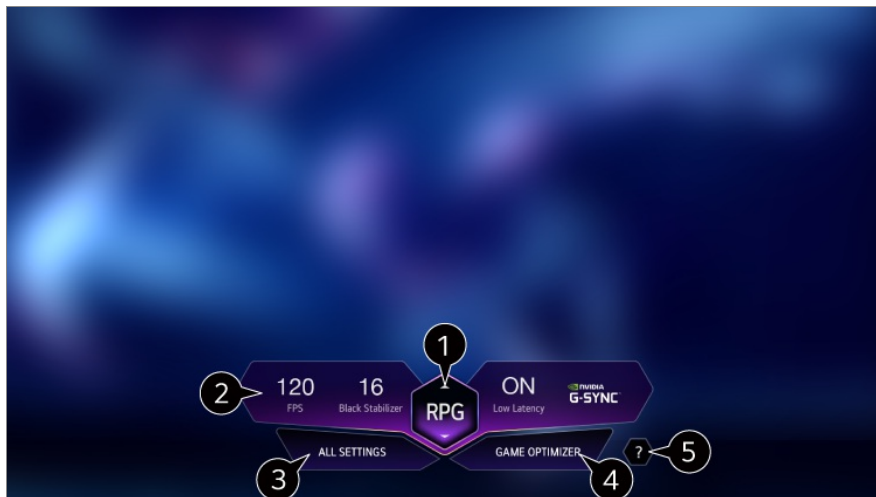 1
2
120
FPS
16
Black Stabilizer
RPG
ON
Low Latency
NVIDIA
G-SYNC
ALL SETTINGS
GAME OPTIMIZER
?
5
3
4